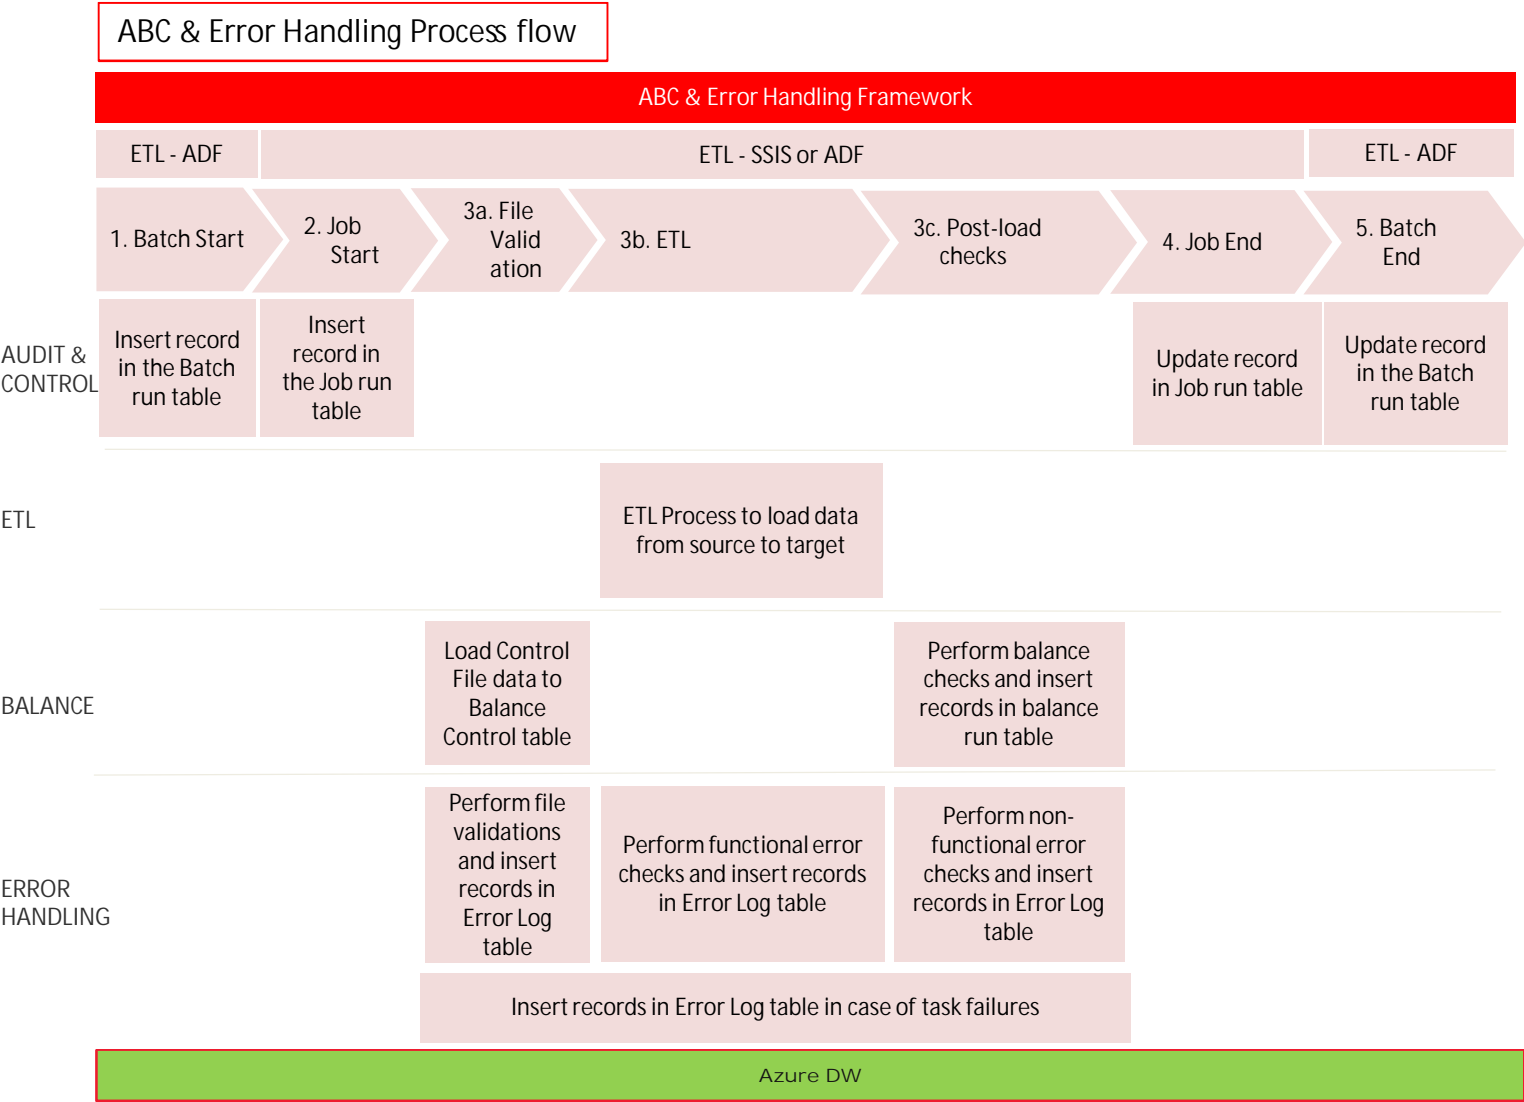 ABC & Error Handling Process flow
ABC & Error Handling Framework
ETL - ADF
ETL - SSIS or ADF
ETL - ADF
1. Batch Start
2. Job
Start
3a. File
Valid
ation
3b. ETL
3c. Post-load
checks
4. Job End
5. Batch
End
AUDIT &
CONTROL
Insert record
in the Batch
run table
Insert
record in
the Job run
table
Update record
in Job run table
Update record
in the Batch
run table
ETL
ETL Process to load data
from source to target
BALANCE
Load Control
File data to
Balance
Control table
Perform balance
checks and insert
records in balance
run table
ERROR
HANDLING
Perform file
validations
and insert
records in
Error Log
table
Perform functional error
checks and insert records
in Error Log table
Perform non-
functional error
checks and insert
records in Error Log
table
Insert records in Error Log table in case of task failures
Azure DW